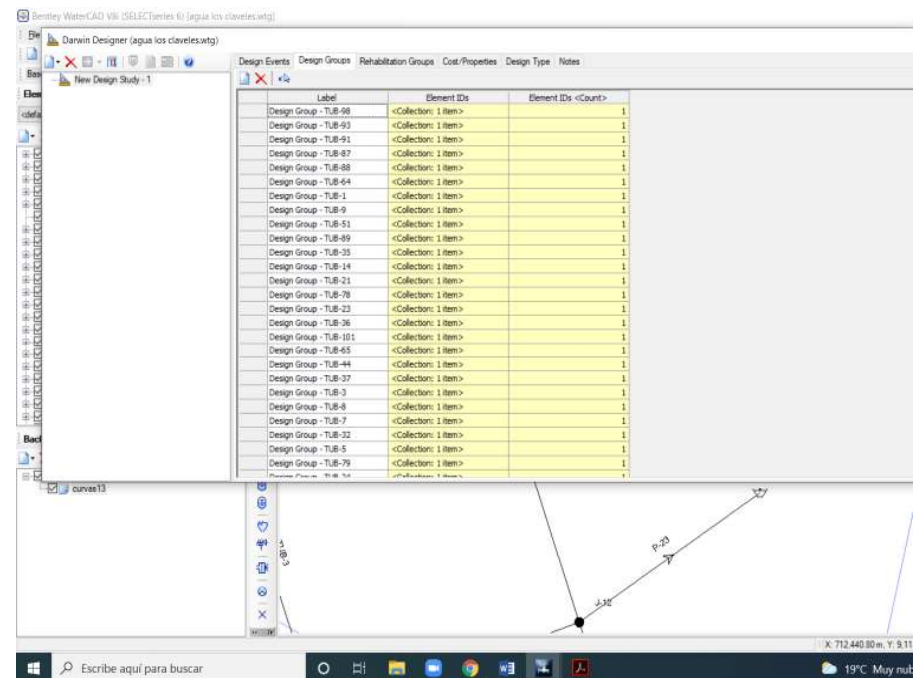 Bentley WaterCAD V8i (SELECTseries 6) [agua los claveles.wtg]
Darwin Designer (agua los claveles.wtg)
New Design Study - 1
Design Events Design Groups Rehabilitation Groups Cost/Properties Design Type Notes
Label Element IDs Element IDs <Count>
Design Group - TUB-98 <Collection: 1 item> 1
Design Group - TUB-93 <Collection: 1 item> 1
Design Group - TUB-91 <Collection: 1 item> 1
Design Group - TUB-87 <Collection: 1 item> 1
Design Group - TUB-88 <Collection: 1 item> 1
Design Group - TUB-64 <Collection: 1 item> 1
Design Group - TUB-1 <Collection: 1 item> 1
Design Group - TUB-9 <Collection: 1 item> 1
Design Group - TUB-51 <Collection: 1 item> 1
Design Group - TUB-89 <Collection: 1 item> 1
Design Group - TUB-35 <Collection: 1 item> 1
Design Group - TUB-14 <Collection: 1 item> 1
Design Group - TUB-21 <Collection: 1 item> 1
Design Group - TUB-78 <Collection: 1 item> 1
Design Group - TUB-23 <Collection: 1 item> 1
Design Group - TUB-36 <Collection: 1 item> 1
Design Group - TUB-101 <Collection: 1 item> 1
Design Group - TUB-65 <Collection: 1 item> 1
Design Group - TUB-44 <Collection: 1 item> 1
Design Group - TUB-37 <Collection: 1 item> 1
Design Group - TUB-3 <Collection: 1 item> 1
Design Group - TUB-8 <Collection: 1 item> 1
Design Group - TUB-7 <Collection: 1 item> 1
Design Group - TUB-32 <Collection: 1 item> 1
Design Group - TUB-5 <Collection: 1 item> 1
Design Group - TUB-79 <Collection: 1 item> 1
curvas13
TUB-3
P-23
J-12
X: 712,440.80 m, Y: 9,11
Escribe aquí para buscar
19°C Muy nub